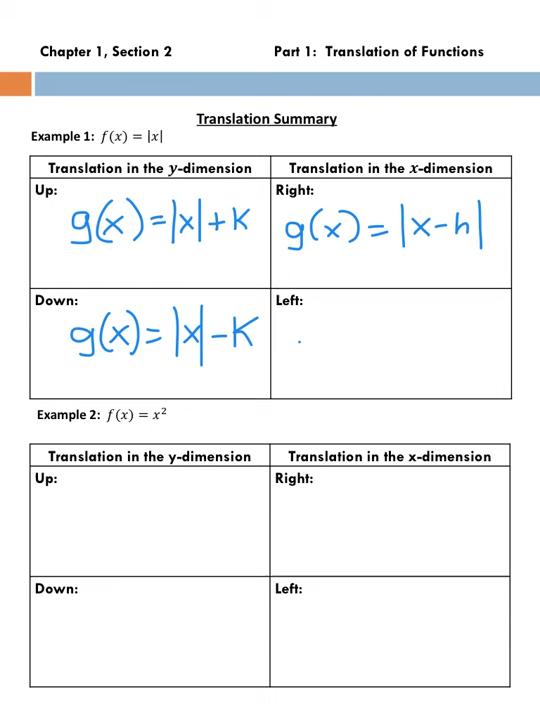 Chapter 1, Section 2 Part 1: Translation of Functions
Translation Summary
Example 1: f(x) = |x|
Translation in the y-dimension Translation in the x-dimension
Up: Right:
g(x) = |x| + K g(x) = |x - h|
Down: Left:
g(x) = |x| - K
Example 2: f(x) = x²
Translation in the y-dimension Translation in the x-dimension
Up: Right:
Down: Left: